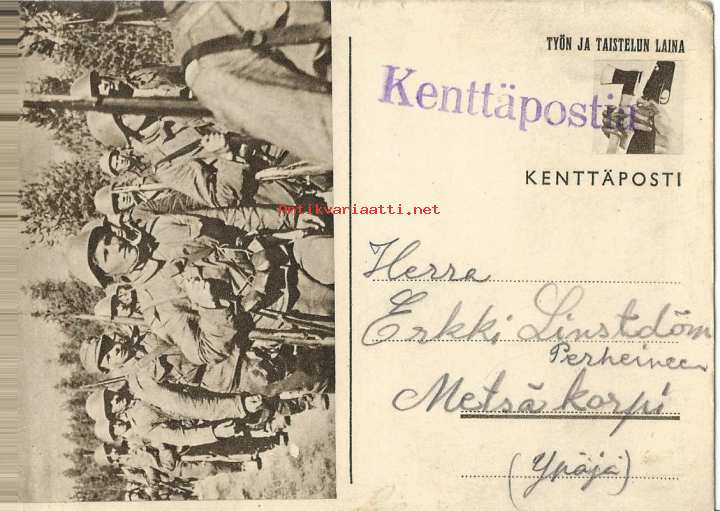 TYÖN JA TAISTELUN LAINA
Kenttäpostia
KENTTÄPOSTI
Antikvariaatti.net
Herra
Erkki Linstdöm
Perheineen
Metsäkorpi
(Ypäjä)